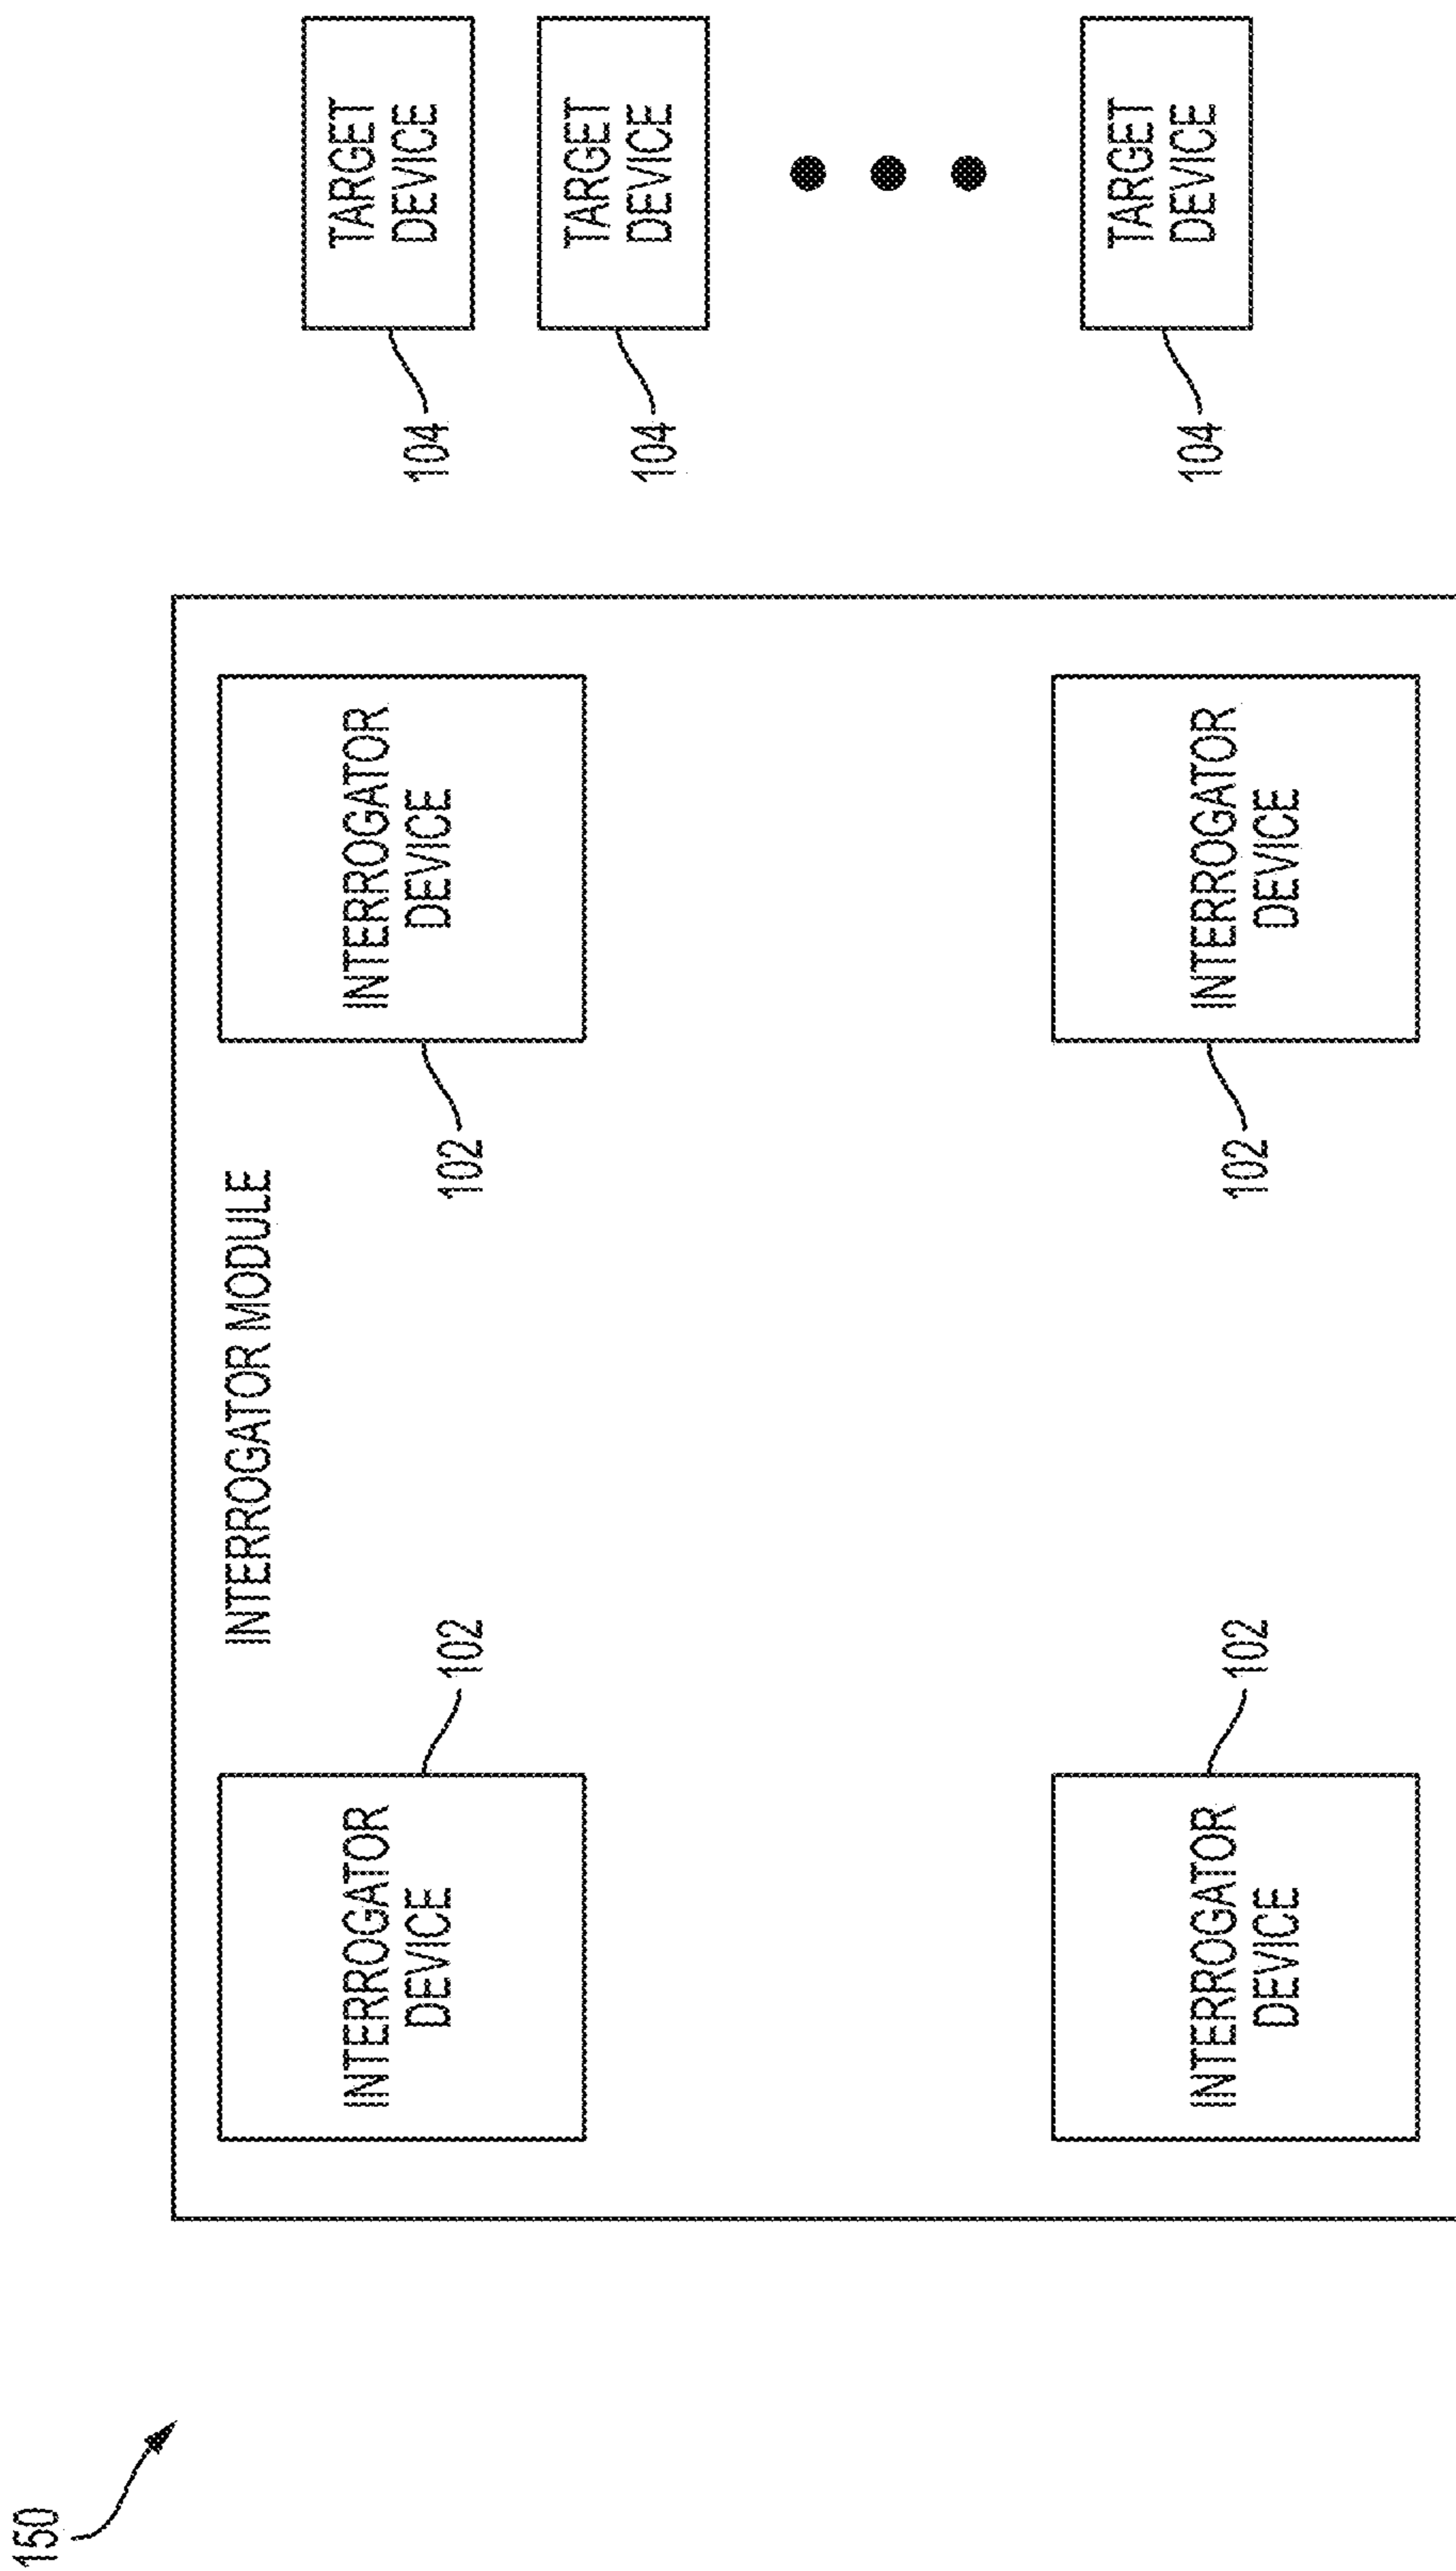 150
INTERROGATOR MODULE
INTERROGATOR
DEVICE
102
102
INTERROGATOR
DEVICE
INTERROGATOR
DEVICE
102
102
INTERROGATOR
DEVICE
104
TARGET
DEVICE
104
TARGET
DEVICE
104
TARGET
DEVICE